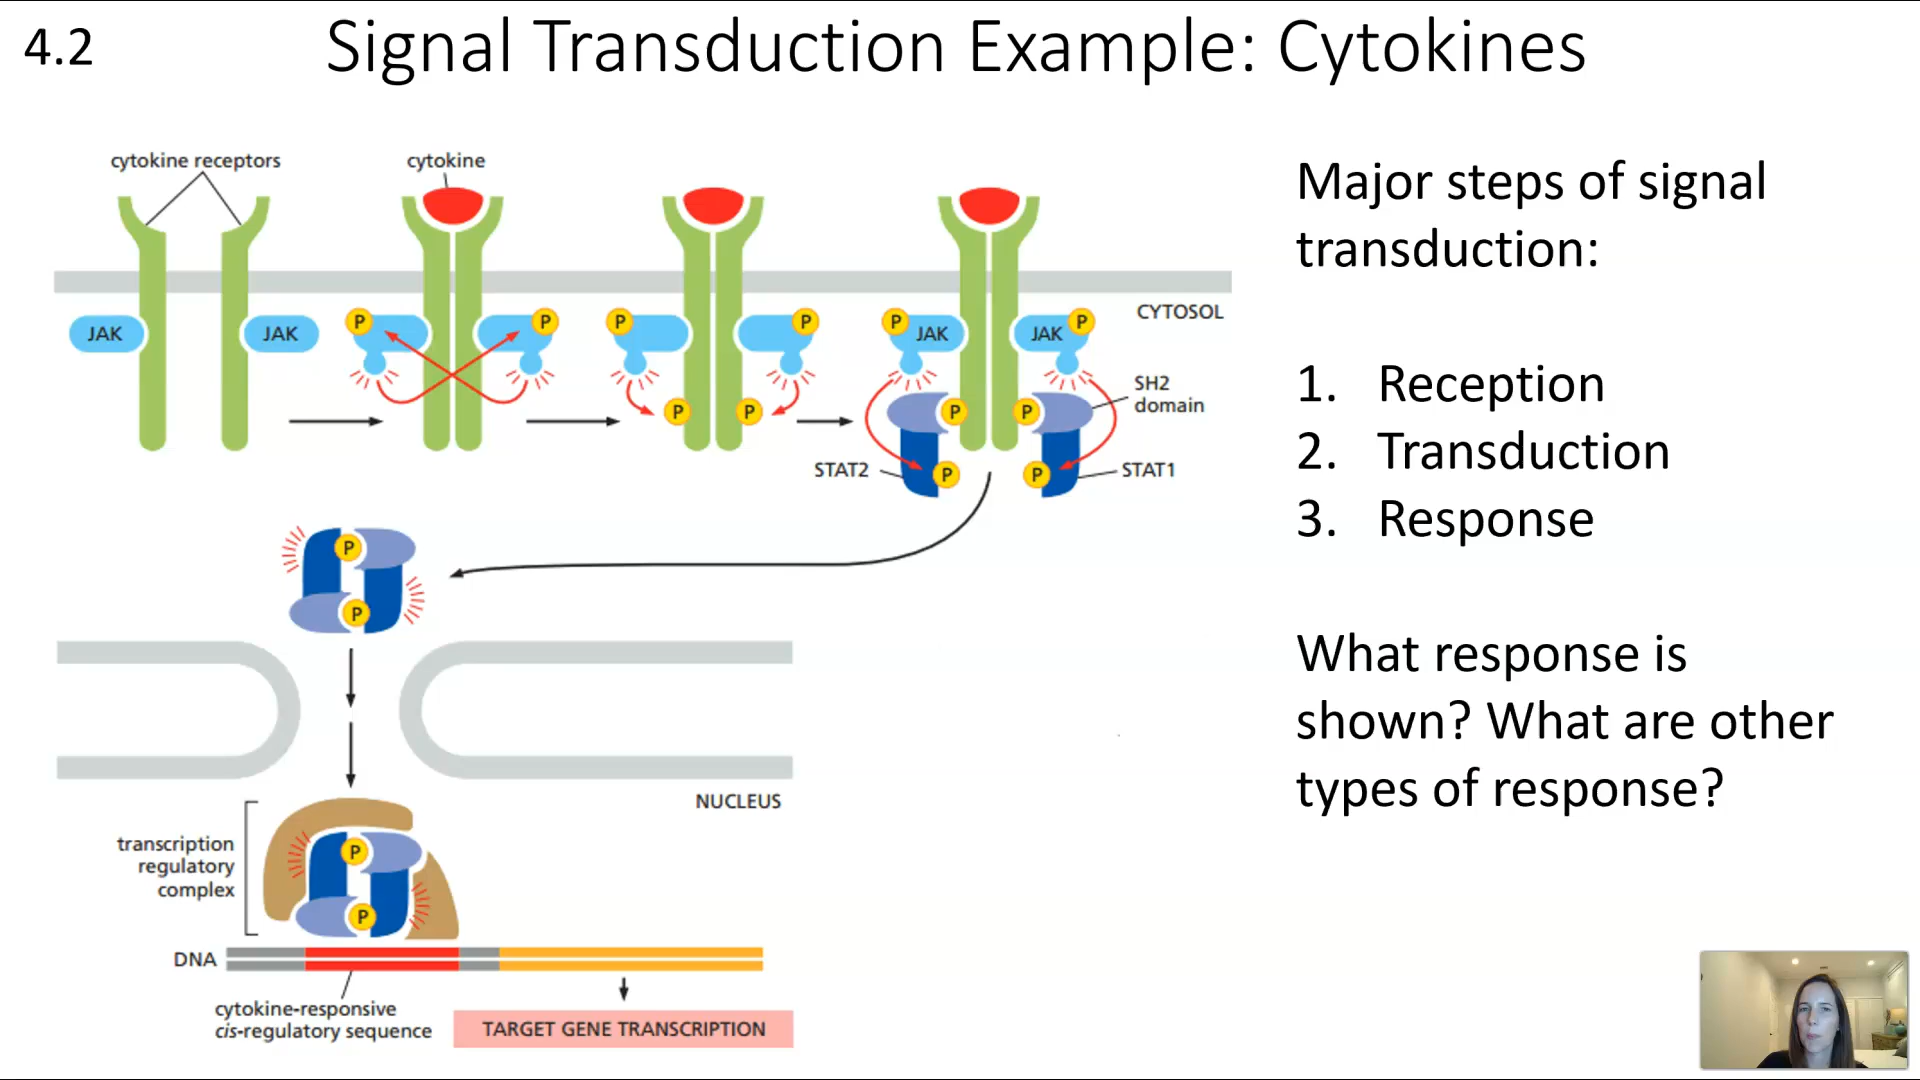 4.2
Signal Transduction Example: Cytokines
cytokine receptors
cytokine
JAK
JAK
P
P
P
P
P
P
P
JAK
JAK
P
CYTOSOL
P
P
SH2
domain
STAT2
P
P
STAT1
P
P
NUCLEUS
transcription
regulatory
complex
P
P
DNA
cytokine-responsive
cis-regulatory sequence
TARGET GENE TRANSCRIPTION
Major steps of signal
transduction:
1. Reception
2. Transduction
3. Response
What response is
shown? What are other
types of response?